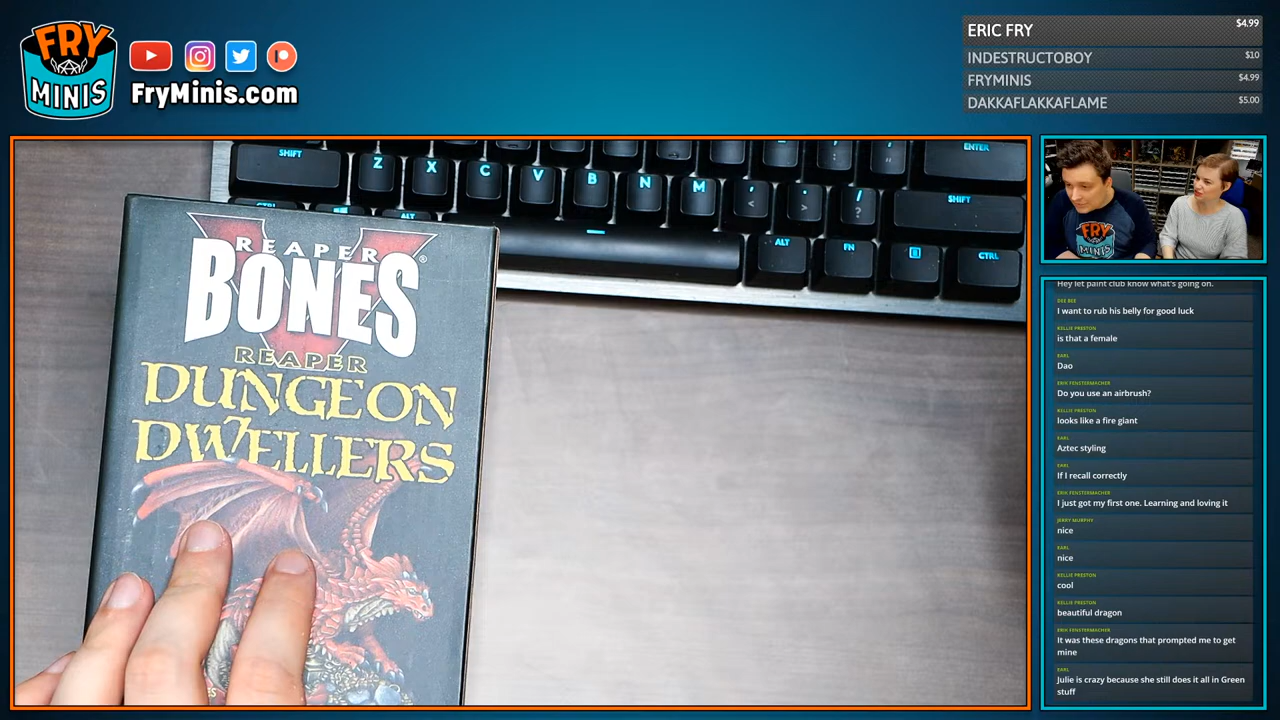 FRY
MINIS
FryMinis.com
ERIC FRY $4.99
INDESTRUCTOBOY $10
FRYMINIS $4.99
DAKKAFLAKKAFLAME $5.00
SHIFT Z X C V B N M , < . > / ? ENTER
SHIFT
CTRL ALT ALT FN CTRL
REAPER
BONES®
REAPER
DUNGEON
DWELLERS
FRY
MINIS
Hey let paint club know what's going on.
DEE BEE
I want to rub his belly for good luck
KELLIE PRESTON
is that a female
EARL
Dao
ERIK FENSTERMACHER
Do you use an airbrush?
KELLIE PRESTON
looks like a fire giant
EARL
Aztec styling
EARL
If I recall correctly
ERIK FENSTERMACHER
I just got my first one. Learning and loving it
JERRY MURPHY
nice
EARL
nice
KELLIE PRESTON
cool
KELLIE PRESTON
beautiful dragon
ERIK FENSTERMACHER
It was these dragons that prompted me to get
mine
EARL
Julie is crazy because she still does it all in Green
stuff